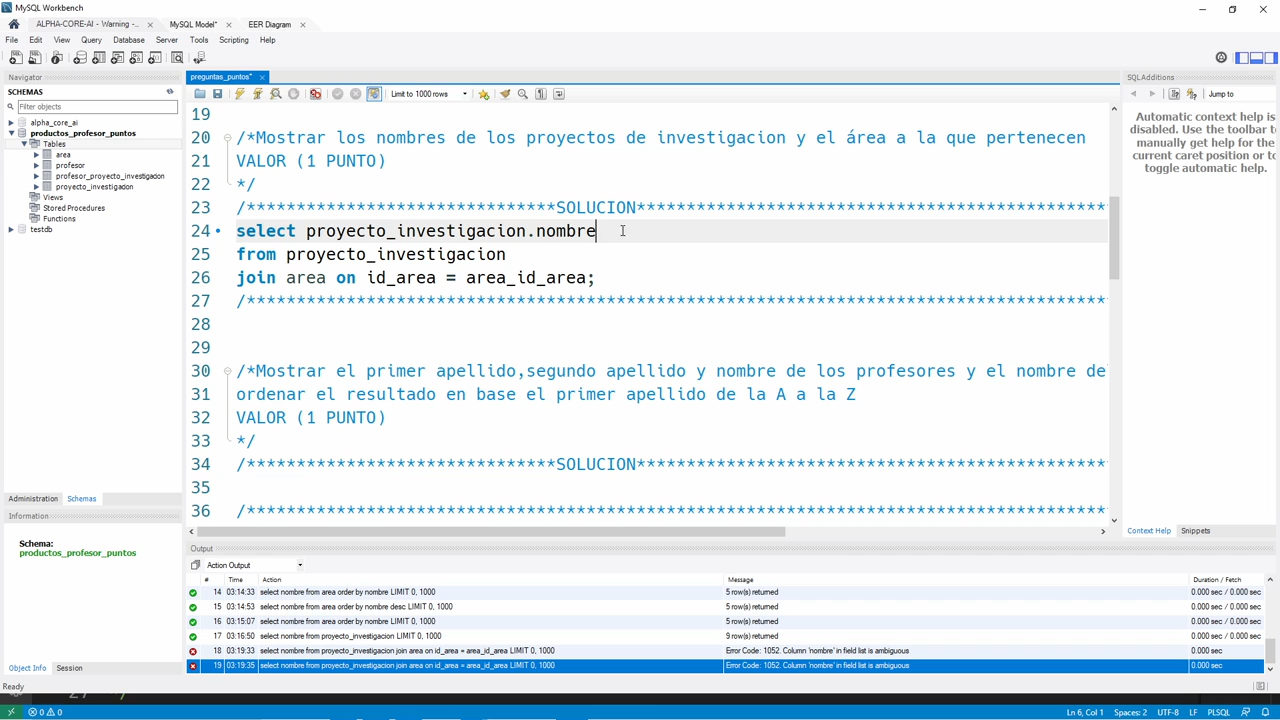 MySQL Workbench
ALPHA-CORE-AI - Warning -... × MySQL Model* × EER Diagram ×
File Edit View Query Database Server Tools Scripting Help
Navigator preguntas_puntos* × SQLAdditions
SCHEMAS Limit to 1000 rows Jump to
Filter objects
alpha_core_ai
productos_profesor_puntos
Tables
area
profesor
profesor_proyecto_investigadon
proyecto_investigadon
Views
Stored Procedures
Functions
testdb
Administration Schemas
Information
Schema:
productos_profesor_puntos
Object Info Session
19
20 /*Mostrar los nombres de los proyectos de investigacion y el área a la que pertenecen
21 VALOR (1 PUNTO)
22 */
23 /*******************************SOLUCION***********************************************
24 select proyecto_investigacion.nombre
25 from proyecto_investigacion
26 join area on id_area = area_id_area;
27 /**************************************************************************************
28
29
30 /*Mostrar el primer apellido,segundo apellido y nombre de los profesores y el nombre de
31 ordenar el resultado en base el primer apellido de la A a la Z
32 VALOR (1 PUNTO)
33 */
34 /*******************************SOLUCION***********************************************
35
36 /**************************************************************************************
Automatic context help is
disabled. Use the toolbar to
manually get help for the
current caret position or to
toggle automatic help.
Context Help Snippets
Output
Action Output
# Time Action Message Duration / Fetch
14 03:14:33 select nombre from area order by nombre LIMIT 0, 1000 5 row(s) returned 0.000 sec / 0.000 sec
15 03:14:53 select nombre from area order by nombre desc LIMIT 0, 1000 5 row(s) returned 0.000 sec / 0.000 sec
16 03:15:07 select nombre from area order by nombre LIMIT 0, 1000 5 row(s) returned 0.000 sec / 0.000 sec
17 03:16:50 select nombre from proyecto_investigacion LIMIT 0, 1000 9 row(s) returned 0.000 sec / 0.000 sec
18 03:19:33 select nombre from proyecto_investigacion join area on id_area = area_id_area LIMIT 0, 1000 Error Code: 1052. Column 'nombre' in field list is ambiguous 0.000 sec
19 03:19:35 select nombre from proyecto_investigacion join area on id_area = area_id_area LIMIT 0, 1000 Error Code: 1052. Column 'nombre' in field list is ambiguous 0.000 sec
Ready
0 0 Ln 6, Col 1 Spaces: 2 UTF-8 LF PLSQL